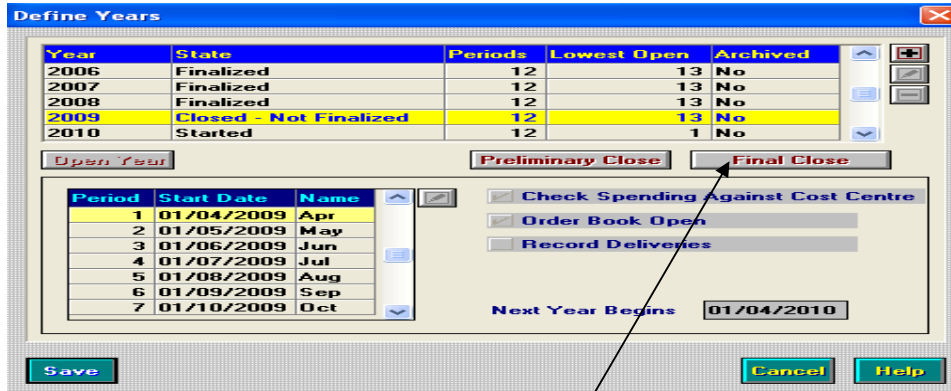 Define Years
Year State Periods Lowest Open Archived
2006 Finalized 12 13 No
2007 Finalized 12 13 No
2008 Finalized 12 13 No
2009 Closed - Not Finalized 12 13 No
2010 Started 12 1 No
Open Year Preliminary Close Final Close
Period Start Date Name Check Spending Against Cost Centre
1 01/04/2009 Apr Order Book Open
2 01/05/2009 May
3 01/06/2009 Jun Record Deliveries
4 01/07/2009 Jul
5 01/08/2009 Aug
6 01/09/2009 Sep
7 01/10/2009 Oct Next Year Begins 01/04/2010
Save Cancel Help